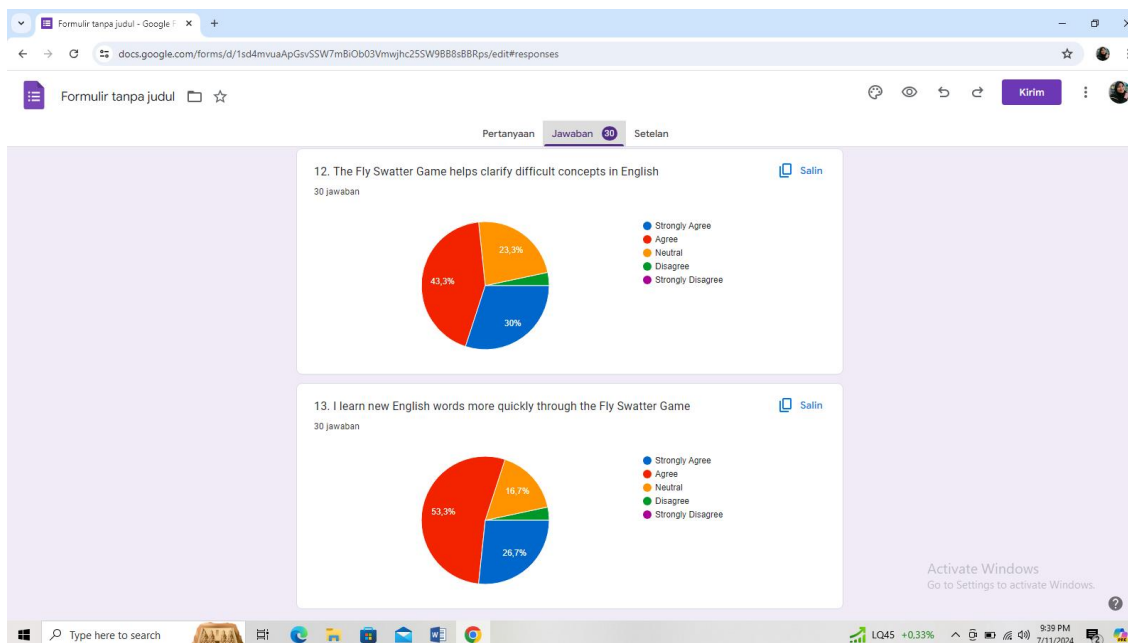 Formulir tanpa judul - Google F
docs.google.com/forms/d/1sd4mvuaApGsvSSW7mBiOb03Vmwjhc25SW9BB8sBBRps/edit#responses
Formulir tanpa judul
Kirim
Pertanyaan Jawaban 30 Setelan
12. The Fly Swatter Game helps clarify difficult concepts in English
Salin
30 jawaban
Strongly Agree
Agree
Neutral
Disagree
Strongly Disagree
23,3%
43,3%
30%
13. I learn new English words more quickly through the Fly Swatter Game
Salin
30 jawaban
Strongly Agree
Agree
Neutral
Disagree
Strongly Disagree
16,7%
53,3%
26,7%
Activate Windows
Go to Settings to activate Windows.
Type here to search
LQ45 +0,33%
9:39 PM
7/11/2024
2